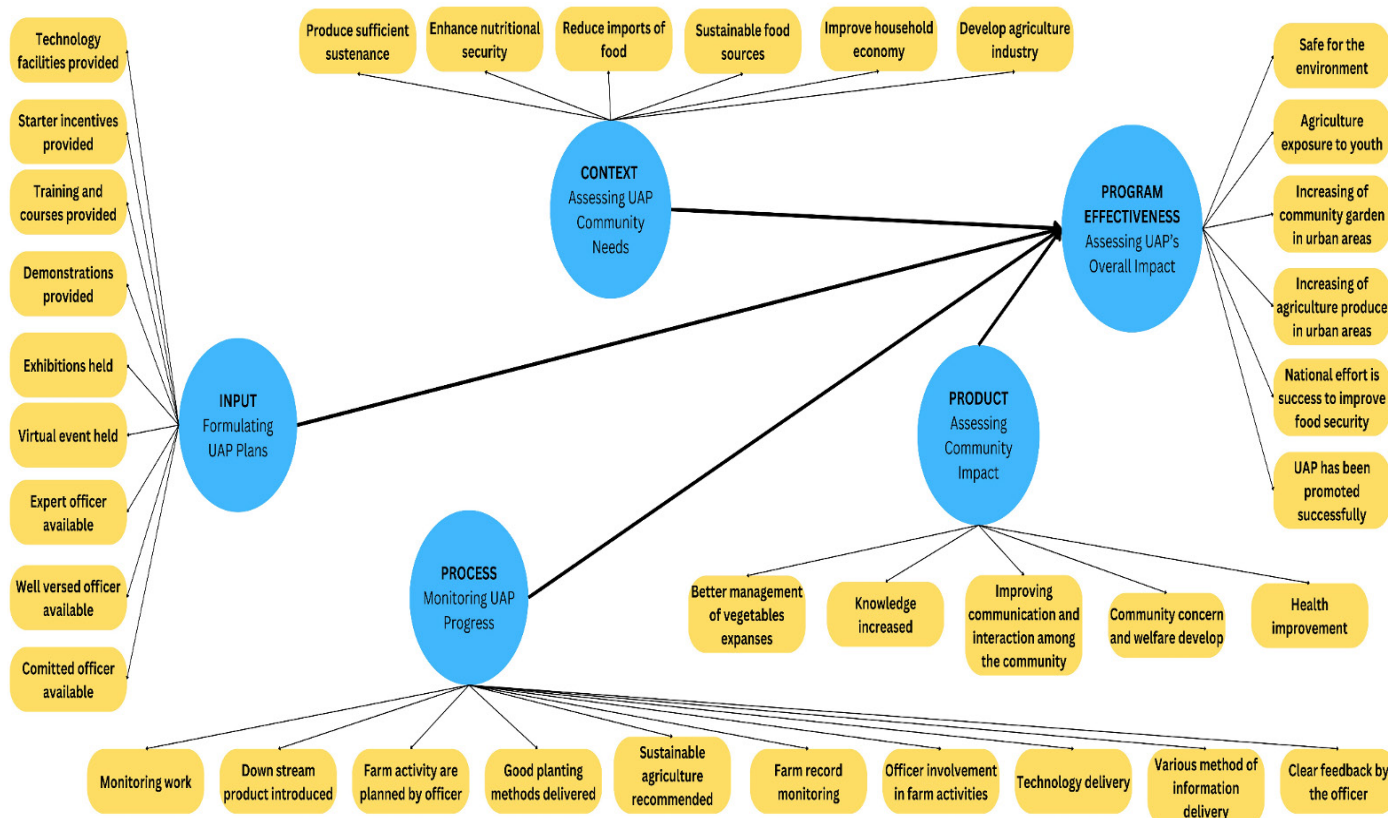 Technology
facilities provided
Starter incentives
provided
Training and
courses provided
Demonstrations
provided
Exhibitions held
Virtual event held
Expert officer
available
Well versed officer
available
Comitted officer
available
INPUT
Formulating
UAP Plans
Produce sufficient
sustenance
Enhance nutritional
security
Reduce imports of
food
Sustainable food
sources
Improve household
economy
Develop agriculture
industry
CONTEXT
Assessing UAP
Community
Needs
PROGRAM
EFFECTIVENESS
Assessing UAP's
Overall Impact
Safe for the
environment
Agriculture
exposure to youth
Increasing of
community garden
in urban areas
Increasing of
agriculture produce
in urban areas
National effort is
success to improve
food security
UAP has been
promoted
successfully
PRODUCT
Assessing
Community
Impact
Better management
of vegetables
expanses
Knowledge
increased
Improving
communication and
interaction among
the community
Community concern
and welfare develop
Health
improvement
PROCESS
Monitoring UAP
Progress
Monitoring work
Down stream
product introduced
Farm activity are
planned by officer
Good planting
methods delivered
Sustainable
agriculture
recommended
Farm record
monitoring
Officer involvement
in farm activities
Technology delivery
Various method of
information
delivery
Clear feedback by
the officer